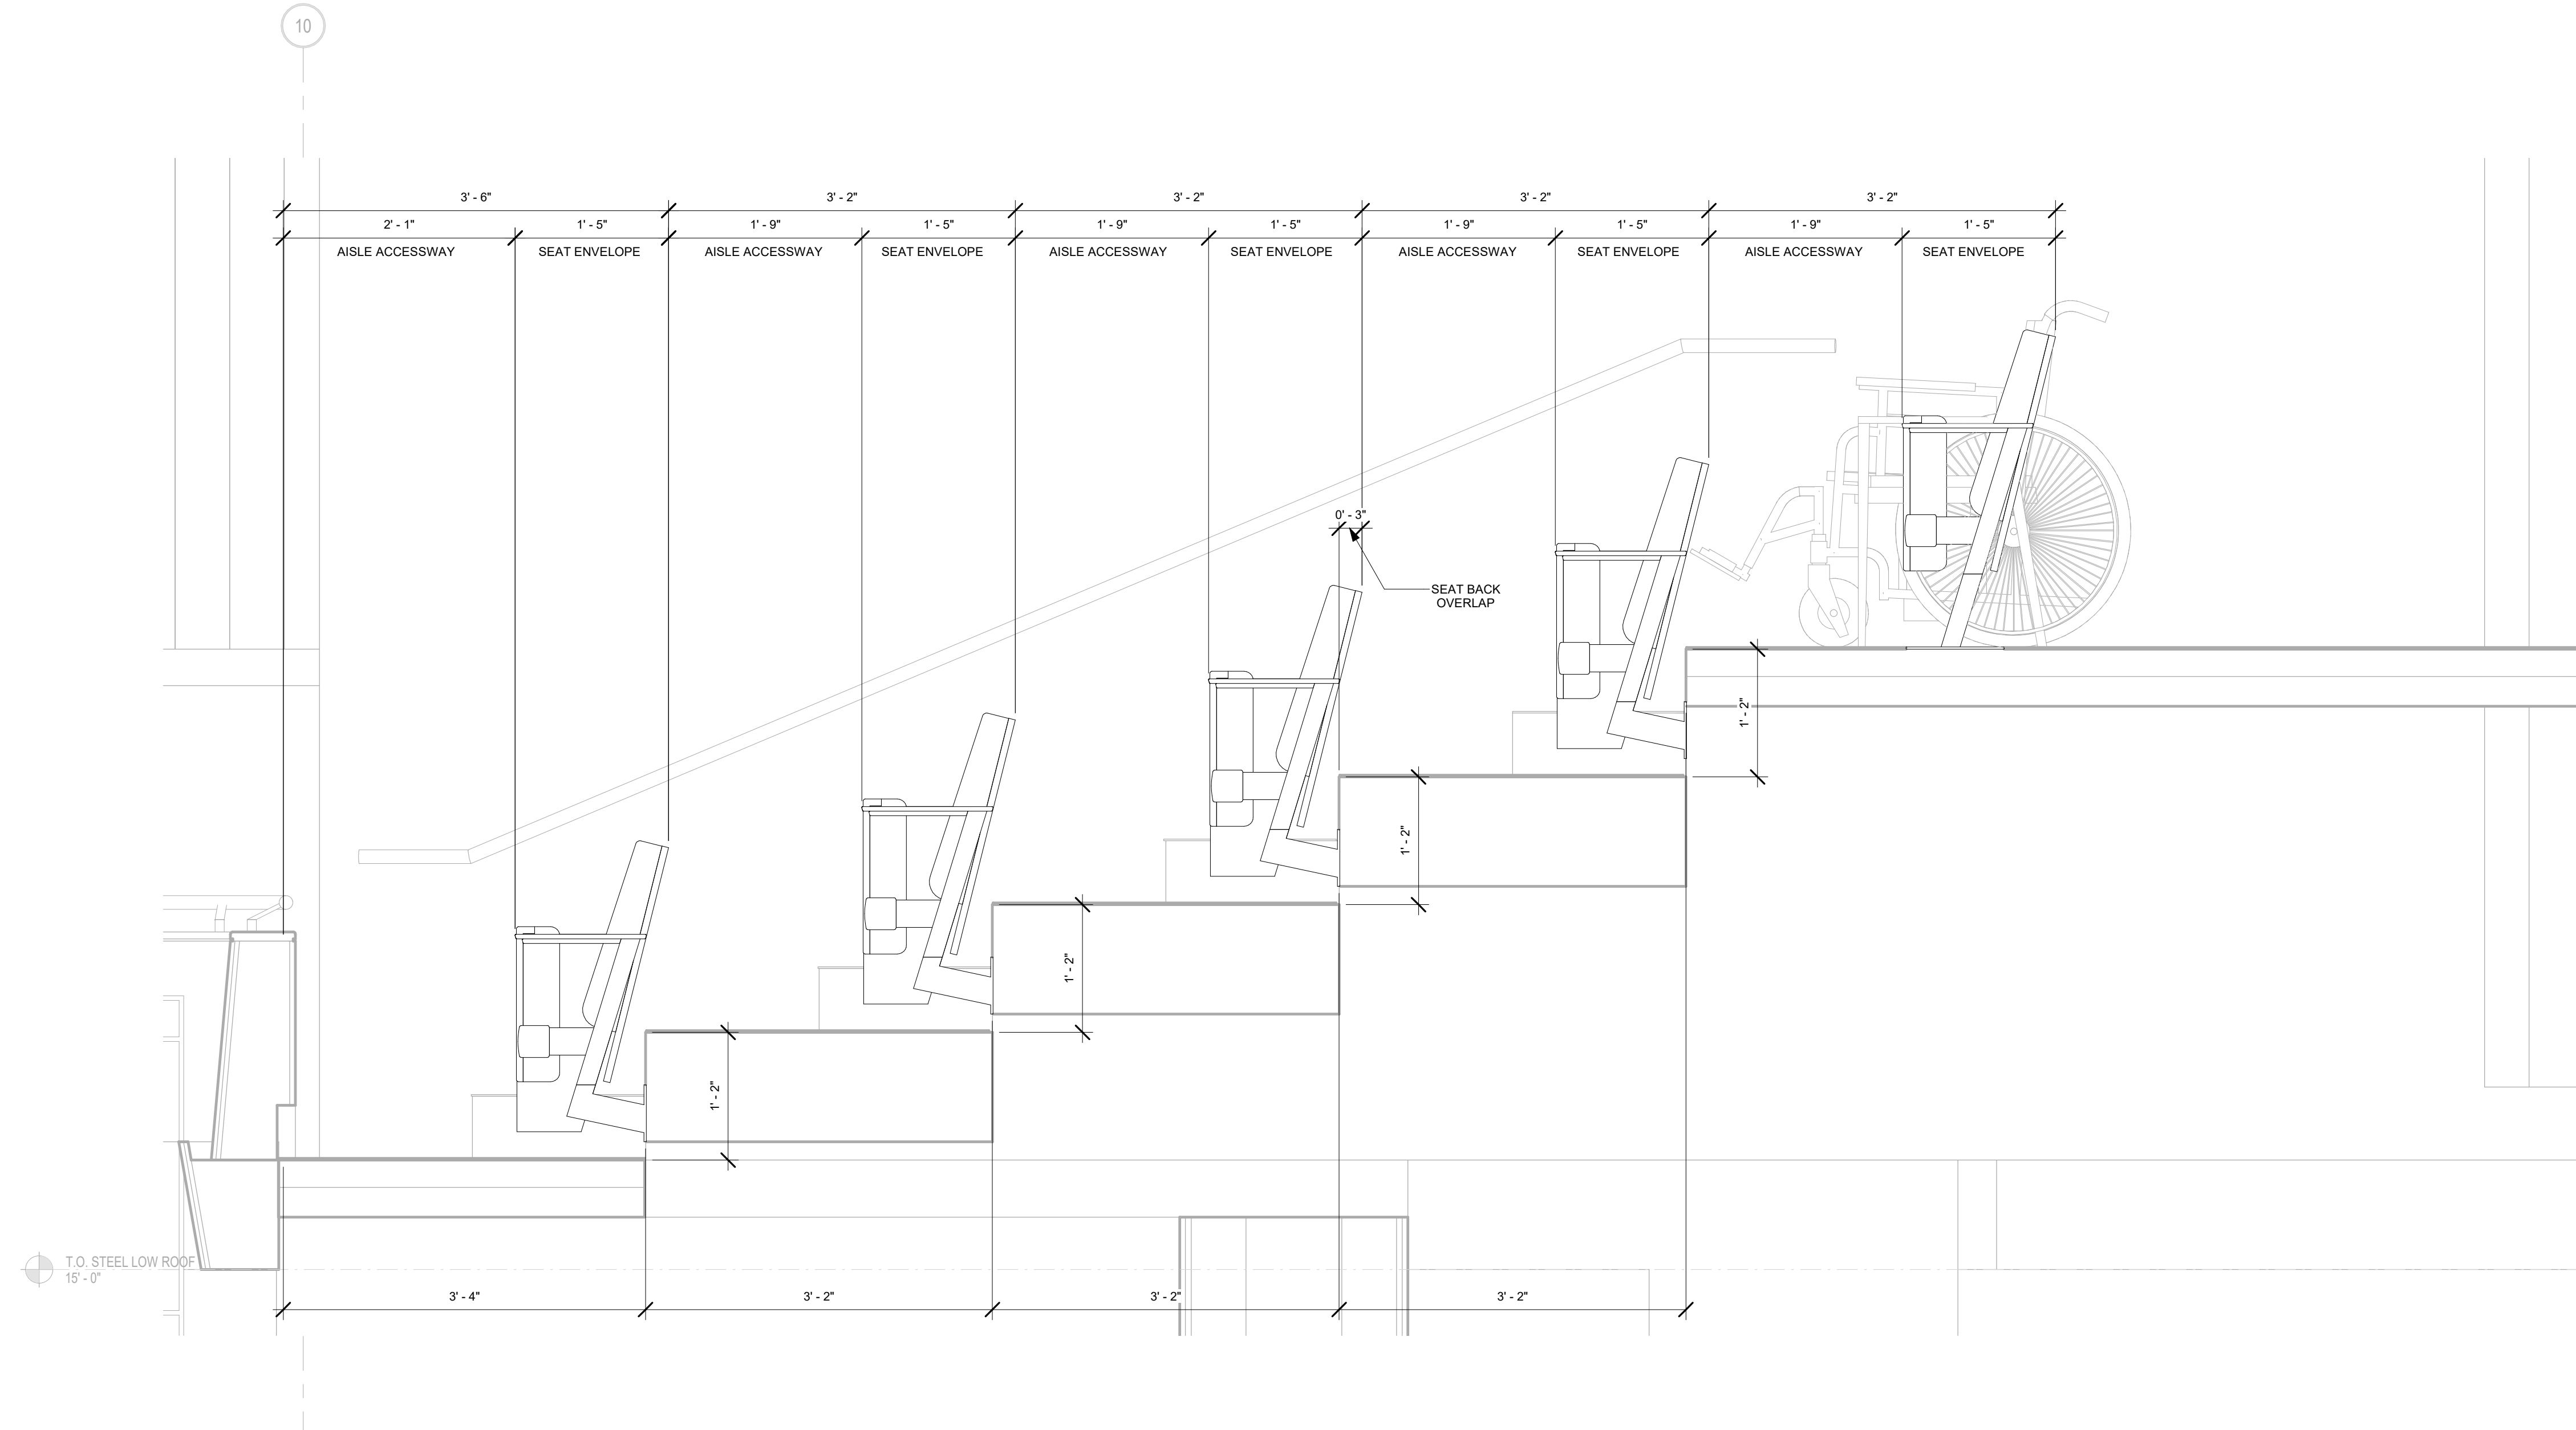 10
3' - 6"
3' - 2"
3' - 2"
3' - 2"
3' - 2"
2' - 1"
1' - 5"
1' - 9"
1' - 5"
1' - 9"
1' - 5"
1' - 9"
1' - 5"
1' - 9"
1' - 5"
AISLE ACCESSWAY
SEAT ENVELOPE
AISLE ACCESSWAY
SEAT ENVELOPE
AISLE ACCESSWAY
SEAT ENVELOPE
AISLE ACCESSWAY
SEAT ENVELOPE
AISLE ACCESSWAY
SEAT ENVELOPE
0' - 3"
SEAT BACK
OVERLAP
1' - 2"
1' - 2"
1' - 2"
1' - 2"
T.O. STEEL LOW ROOF
15' - 0"
3' - 4"
3' - 2"
3' - 2"
3' - 2"